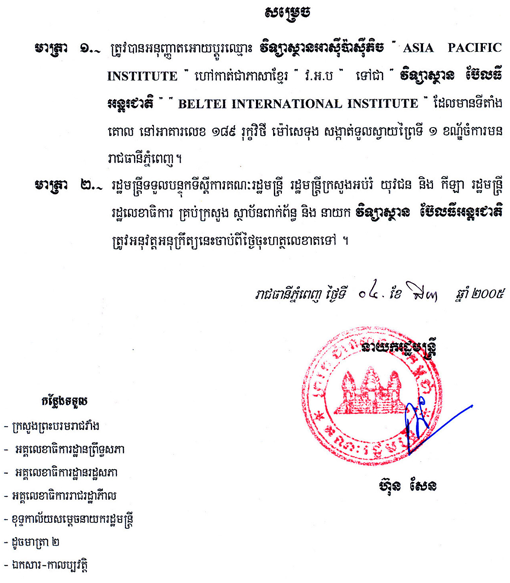 សម្រេច
មាត្រា ១.~ ត្រូវបានអនុញ្ញាតអោយប្តូរឈ្មោះ វិទ្យាស្ថានអាស៊ីប៉ាស៊ីភិច " ASIA PACIFIC
INSTITUTE " ហៅកាត់ជាភាសាខ្មែរ " វ.អ.ប " ទៅជា " វិទ្យាស្ថាន ប៊ែលធី
អន្តរជាតិ " " BELTEI INTERNATIONAL INSTITUTE " ដែលមានទីតាំង
គោល នៅអាគារលេខ ១៨៩ រុក្ខវិថី ម៉ៅសេទុង សង្កាត់ទួលស្វាយព្រៃទី ១ ខណ្ឌ័ចំការមន
រាជធានីភ្នំពេញ។
មាត្រា ២.~ រដ្ឋមន្ត្រីទទួលបន្ទុកទីស្តីការគណះរដ្ឋមន្ត្រី រដ្ឋមន្ត្រីក្រសួងអប់រំ យុវជន និង កីឡា រដ្ឋមន្ត្រី
រដ្ឋលេខាធិការ គ្រប់ក្រសួង ស្ថាប័នពាក់ព័ន្ធ និង នាយក វិទ្យាស្ថាន ប៊ែលធីអន្តរជាតិ
ត្រូវអនុវត្តអនុក្រឹត្យនេះចាប់ពីថ្ងៃចុះហត្ថលេខាតទៅ ។
រាជធានីភ្នំពេញ ថ្ងៃទី ០៤. ខែ ឆ្នាំ 2005
នាយករដ្ឋមន្ត្រី
ហ៊ុន សែន
កន្លែងទទួល
- ក្រសួងព្រះបរមរាជវាំង
- អគ្គលេខាធិការដ្ឋានព្រឹទ្ធសភា
- អគ្គលេខាធិការដ្ឋានរដ្ឋសភា
- អគ្គលេខាធិការរាជរដ្ឋាភិាល
- ខុទ្ទកាល័យសម្តេចនាយករដ្ឋមន្ត្រី
- ដូចមាត្រា ២
- ឯកសារ-កាលប្បវត្តិ